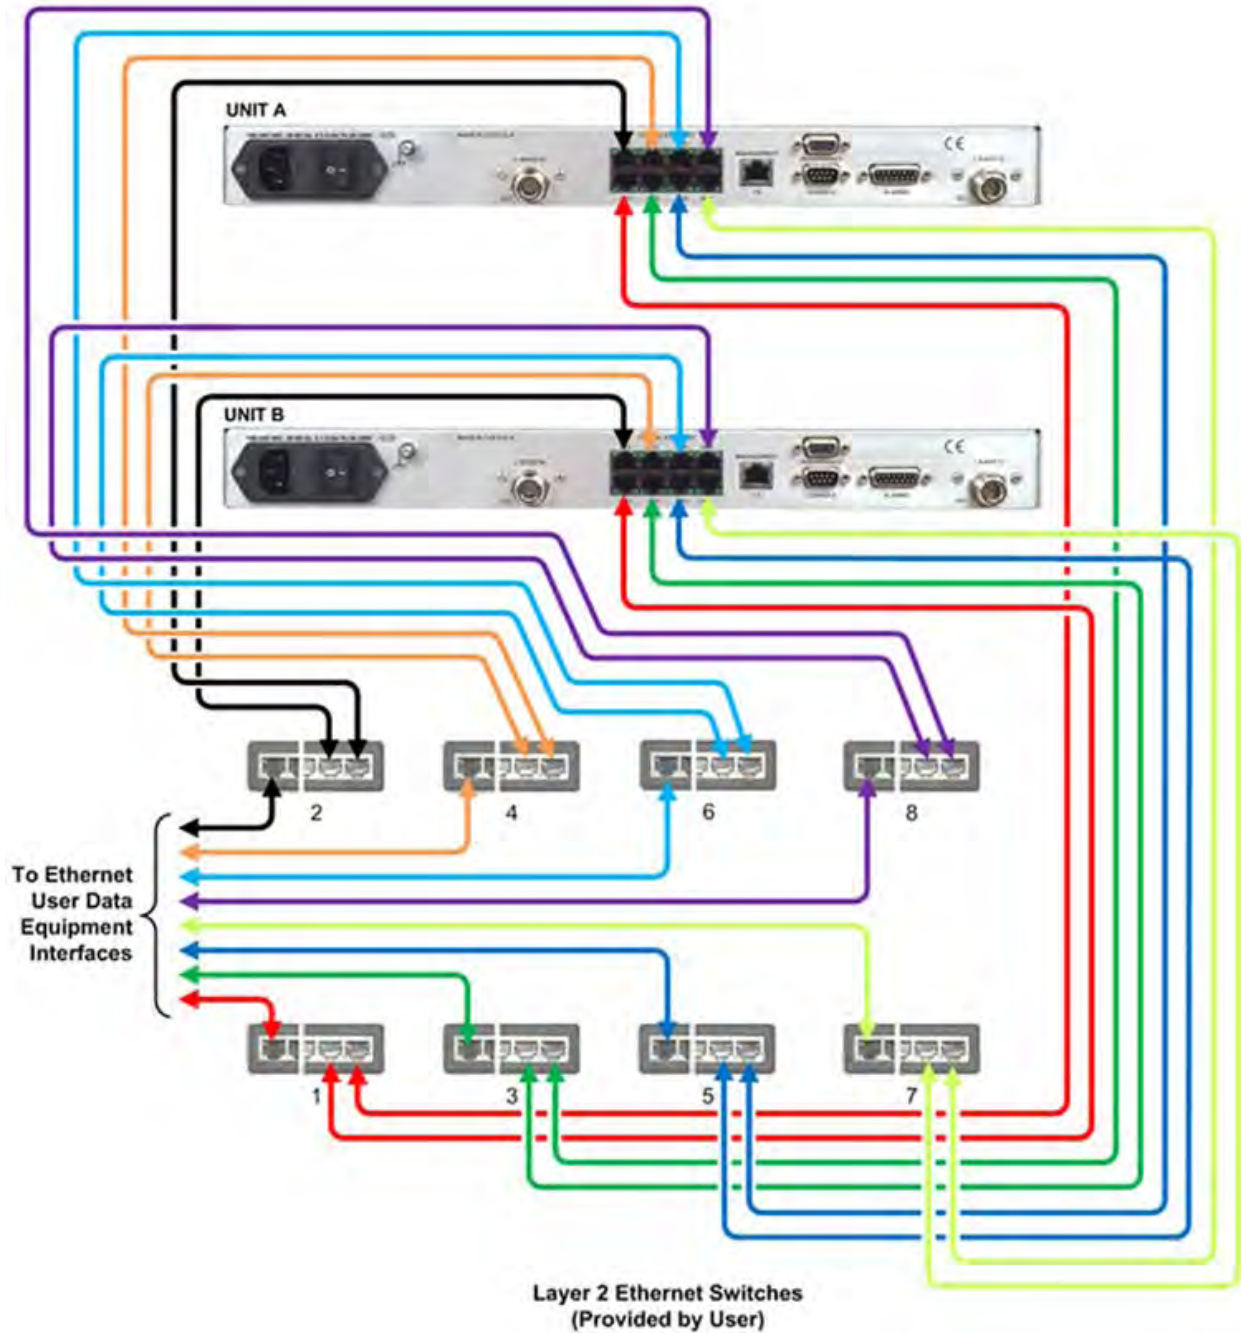 UNIT A
UNIT B
2
4
6
8
To Ethernet
User Data
Equipment
Interfaces
1
3
5
7
Layer 2 Ethernet Switches
(Provided by User)